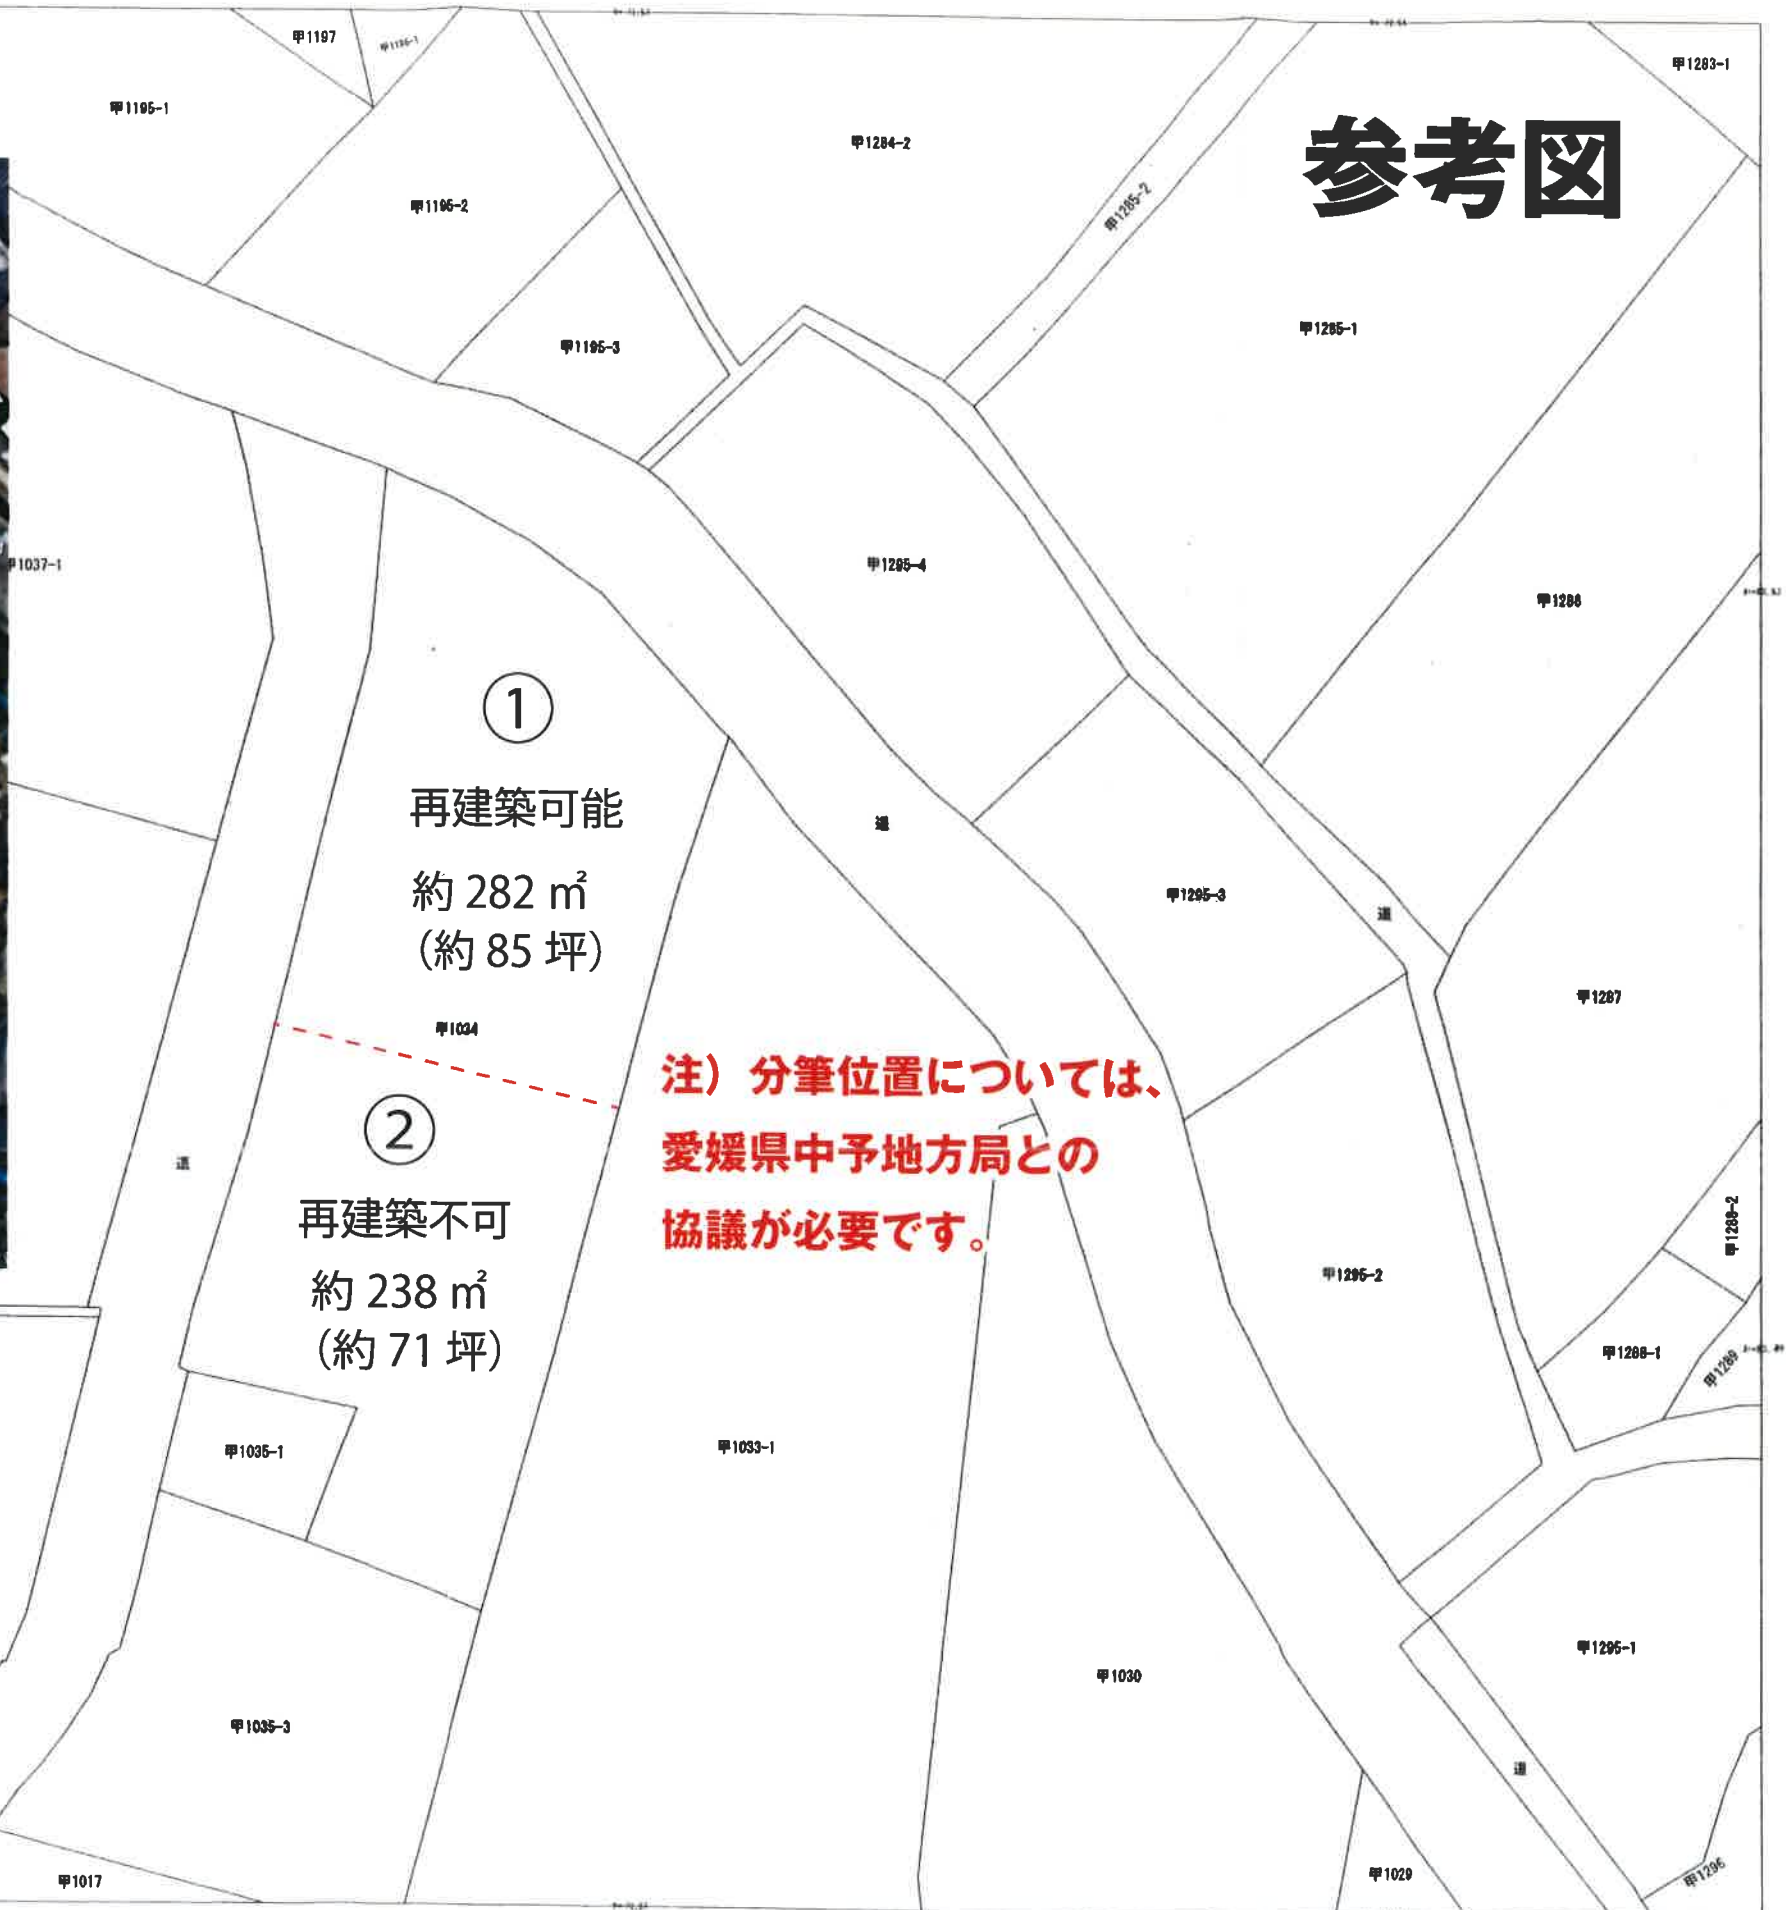 甲1197
甲1195-1
甲1283-1
参考図
甲1284-2
甲1195-2
甲1285-2
甲1285-1
甲1195-3
甲1037-1
甲1295-4
甲1286
①
再建築可能
約 282 ㎡
（約 85 坪）
甲1034
道
甲1295-3
道
甲1287
注）分筆位置については、
愛媛県中予地方局との
協議が必要です。
②
再建築不可
約 238 ㎡
（約 71 坪）
道
甲1288-2
甲1295-2
甲1288-1
甲1289
甲1035-1
甲1033-1
甲1295-1
甲1030
甲1035-3
道
甲1017
甲1029
甲1296